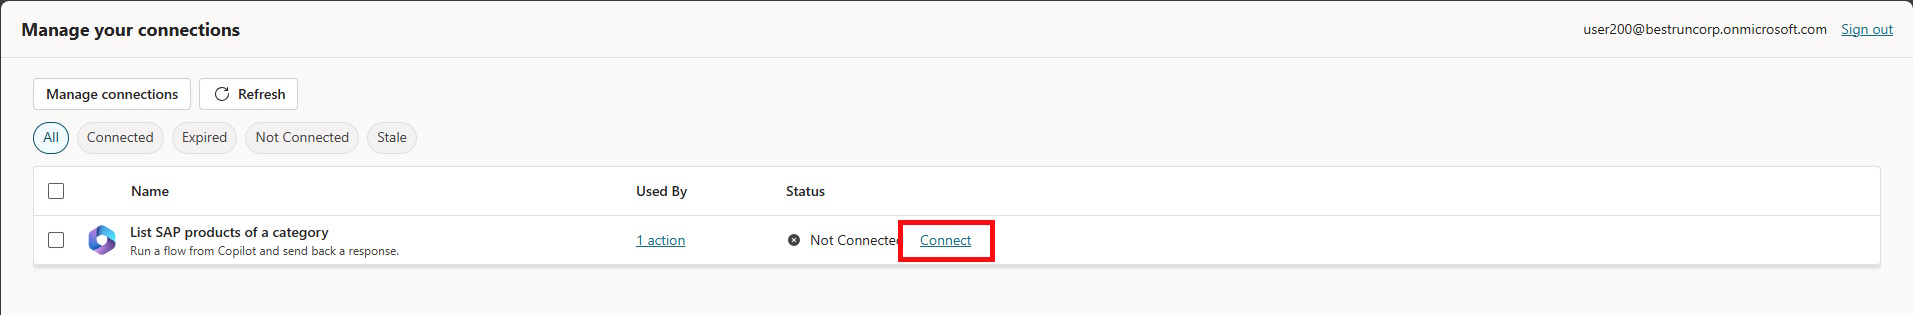 Manage your connections
user200@bestruncorp.onmicrosoft.com Sign out
Manage connections Refresh
All Connected Expired Not Connected Stale
Name Used By Status
List SAP products of a category
Run a flow from Copilot and send back a response.
1 action Not Connected Connect